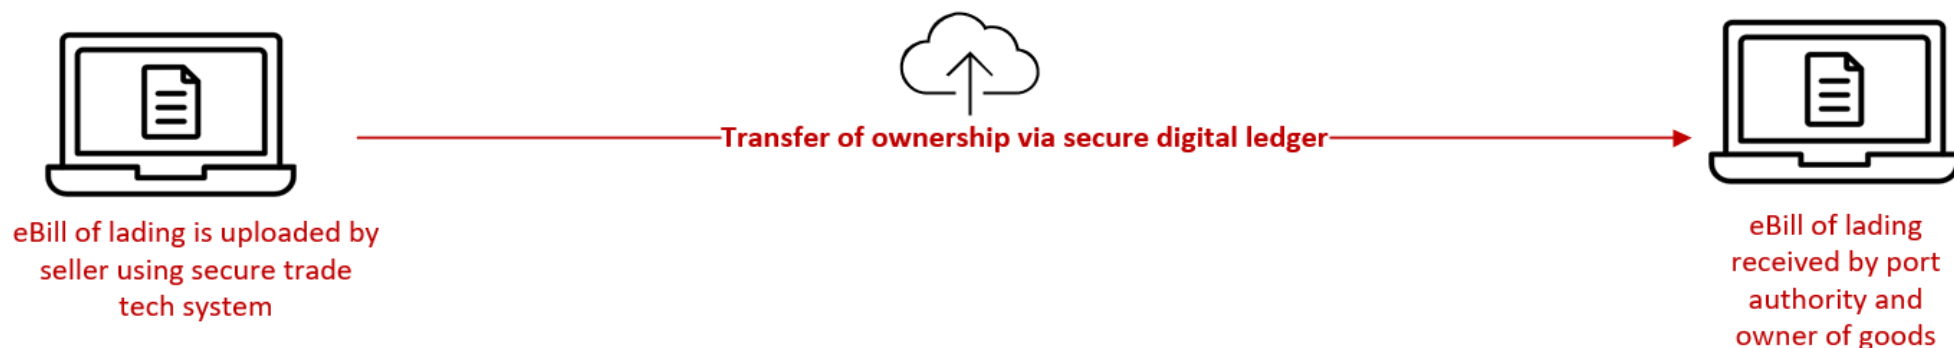 Transfer of ownership via secure digital ledger
eBill of lading is uploaded by
seller using secure trade
tech system
eBill of lading
received by port
authority and
owner of goods